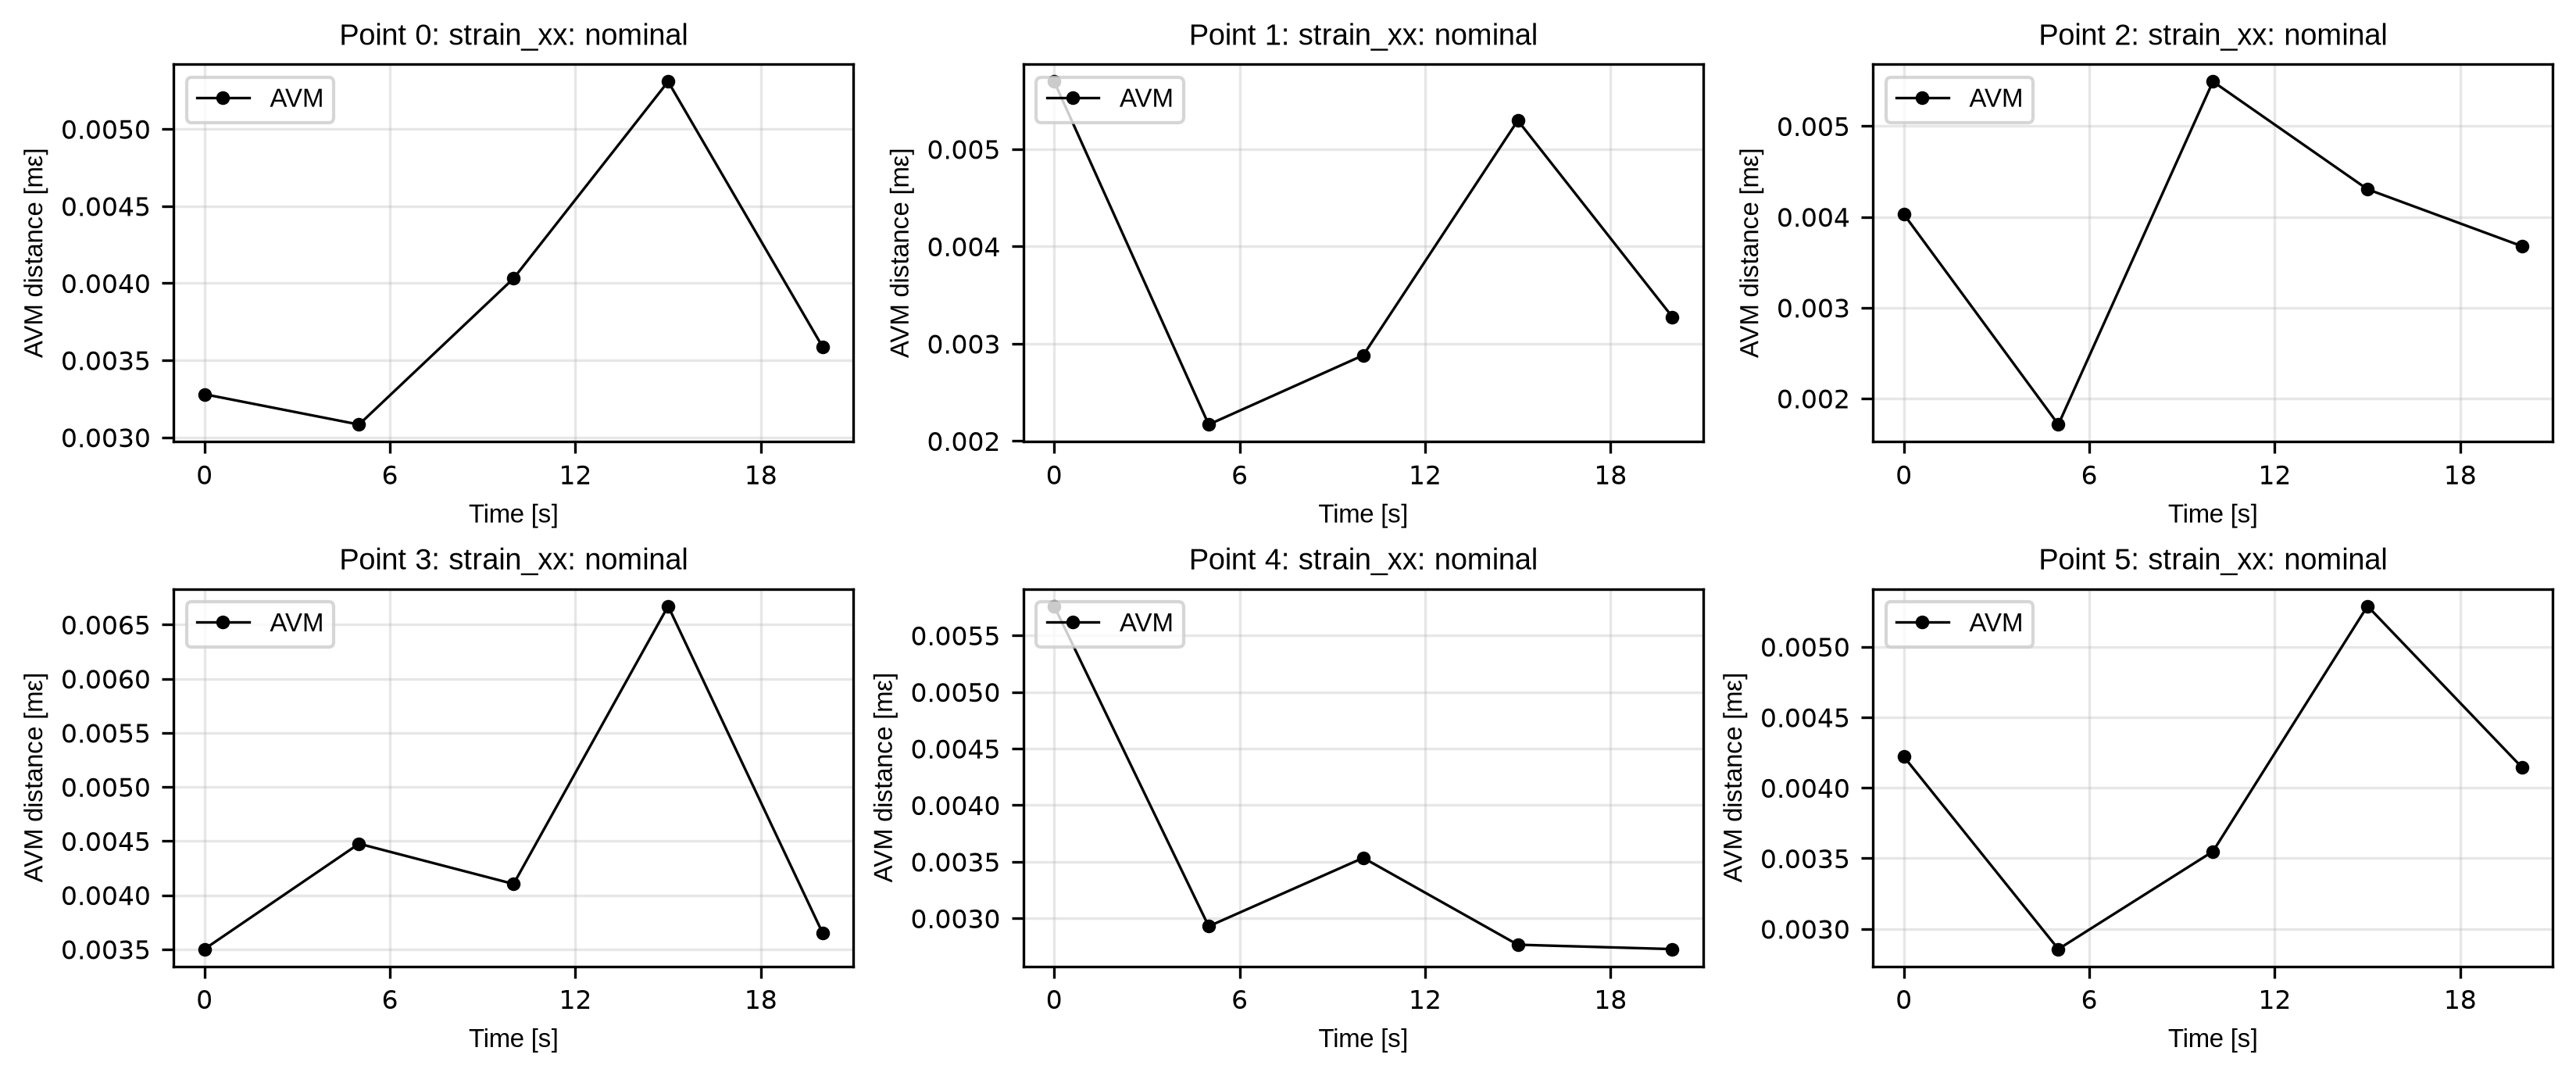 Point 0: strain_xx: nominal
AVM
AVM distance [mε]
0.0050
0.0045
0.0040
0.0035
0.0030
0 6 12 18
Time [s]
Point 1: strain_xx: nominal
AVM
AVM distance [mε]
0.005
0.004
0.003
0.002
0 6 12 18
Time [s]
Point 2: strain_xx: nominal
AVM
AVM distance [mε]
0.005
0.004
0.003
0.002
0 6 12 18
Time [s]
Point 3: strain_xx: nominal
AVM
AVM distance [mε]
0.0065
0.0060
0.0055
0.0050
0.0045
0.0040
0.0035
0 6 12 18
Time [s]
Point 4: strain_xx: nominal
AVM
AVM distance [mε]
0.0055
0.0050
0.0045
0.0040
0.0035
0.0030
0 6 12 18
Time [s]
Point 5: strain_xx: nominal
AVM
AVM distance [mε]
0.0050
0.0045
0.0040
0.0035
0.0030
0 6 12 18
Time [s]